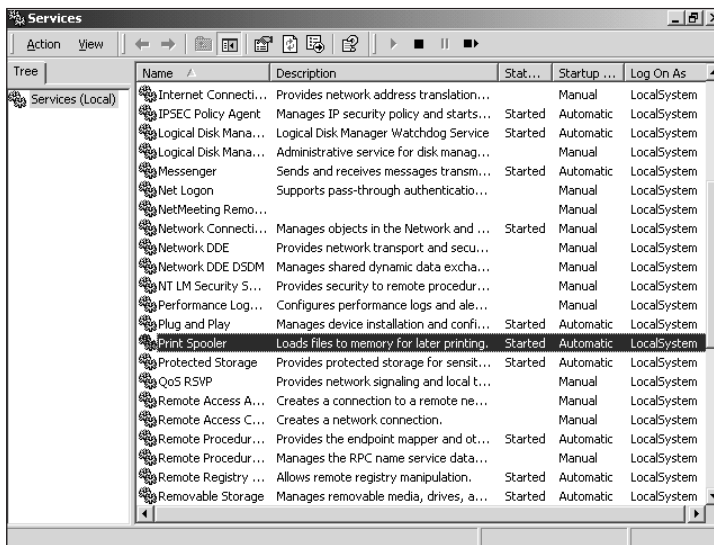 Services
Action View
Tree
Services (Local)
Name Description Stat... Startup ... Log On As
Internet Connecti... Provides network address translation... Manual LocalSystem
IPSEC Policy Agent Manages IP security policy and starts... Started Automatic LocalSystem
Logical Disk Mana... Logical Disk Manager Watchdog Service Started Automatic LocalSystem
Logical Disk Mana... Administrative service for disk manag... Manual LocalSystem
Messenger Sends and receives messages transm... Started Automatic LocalSystem
Net Logon Supports pass-through authenticatio... Manual LocalSystem
NetMeeting Remo... Manual LocalSystem
Network Connecti... Manages objects in the Network and ... Started Manual LocalSystem
Network DDE Provides network transport and secu... Manual LocalSystem
Network DDE DSDM Manages shared dynamic data excha... Manual LocalSystem
NT LM Security S... Provides security to remote procedur... Manual LocalSystem
Performance Log... Configures performance logs and ale... Manual LocalSystem
Plug and Play Manages device installation and confi... Started Automatic LocalSystem
Print Spooler Loads files to memory for later printing. Started Automatic LocalSystem
Protected Storage Provides protected storage for sensit... Started Automatic LocalSystem
QoS RSVP Provides network signaling and local t... Manual LocalSystem
Remote Access A... Creates a connection to a remote ne... Manual LocalSystem
Remote Access C... Creates a network connection. Manual LocalSystem
Remote Procedur... Provides the endpoint mapper and ot... Started Automatic LocalSystem
Remote Procedur... Manages the RPC name service data... Manual LocalSystem
Remote Registry ... Allows remote registry manipulation. Started Automatic LocalSystem
Removable Storage Manages removable media, drives, a... Started Automatic LocalSystem